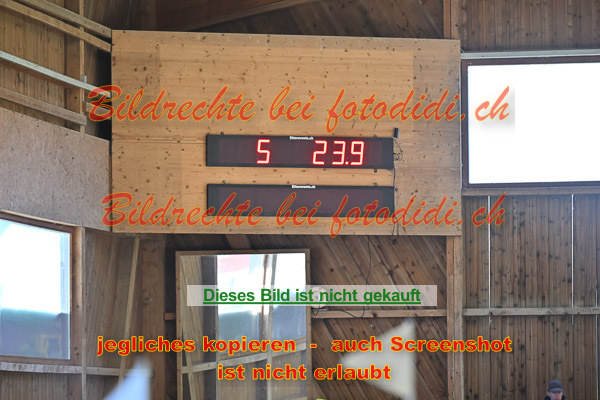 Bildrechte bei fotodidi.ch
5 23.9
Bildrechte bei fotodidi.ch
Dieses Bild ist nicht gekauft
jegliches kopieren - auch Screenshot
ist nicht erlaubt